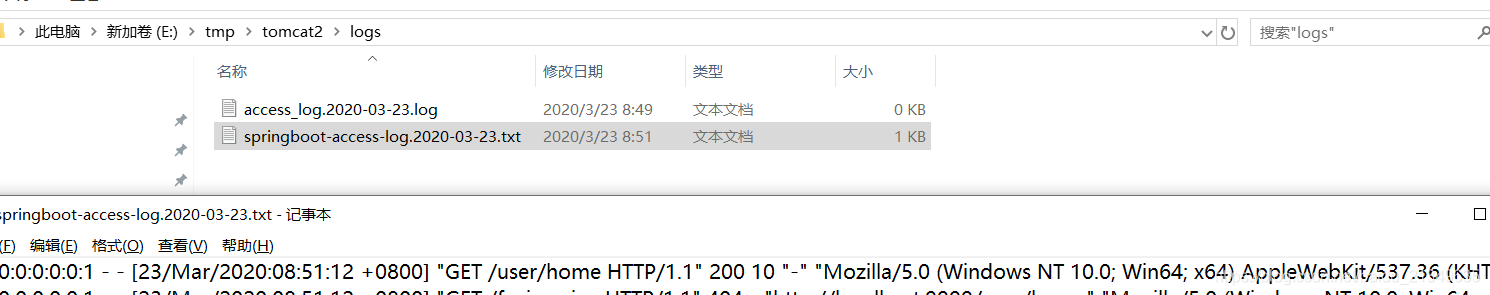 此电脑 > 新加卷 (E:) > tmp > tomcat2 > logs
搜索"logs"
名称 修改日期 类型 大小
access_log.2020-03-23.log 2020/3/23 8:49 文本文档 0 KB
springboot-access-log.2020-03-23.txt 2020/3/23 8:51 文本文档 1 KB
springboot-access-log.2020-03-23.txt - 记事本
(F) 编辑(E) 格式(O) 查看(V) 帮助(H)
0:0:0:0:0:1 - - [23/Mar/2020:08:51:12 +0800] "GET /user/home HTTP/1.1" 200 10 "-" "Mozilla/5.0 (Windows NT 10.0; Win64; x64) AppleWebKit/537.36 (KHT